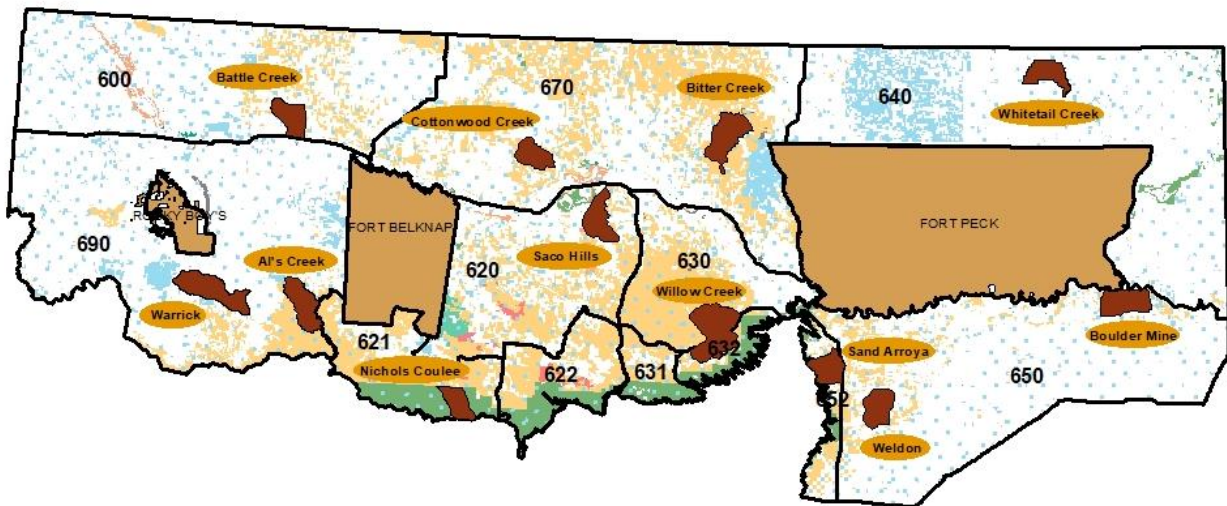 600
Battle Creek
670
Bitter Creek
640
Whitetail Creek
Cottonwood Creek
690
Al's Creek
Warrick
FORT BELKNAP
620
Saco Hills
630
Willow Creek
FORT PECK
621
Nichols Coulee
622
631
632
Sand Arroya
Weldon
650
Boulder Mine